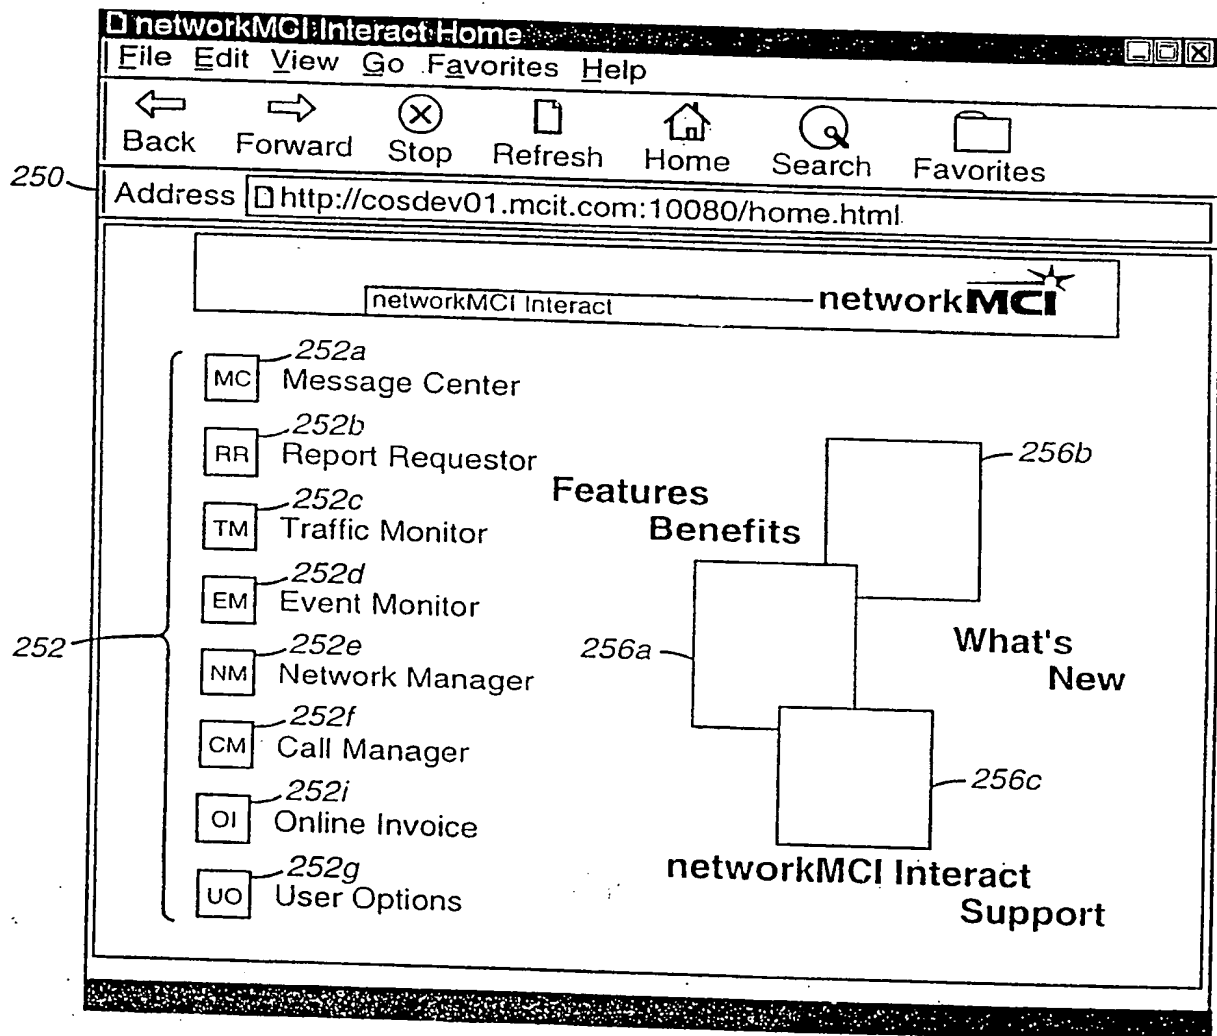 networkMCI Interact Home
File Edit View Go Favorites Help
Back Forward Stop Refresh Home Search Favorites
250
Address http://cosdev01.mcit.com:10080/home.html
networkMCI Interact
networkMCI
252
252a
MC Message Center
252b
RR Report Requestor
252c
TM Traffic Monitor
252d
EM Event Monitor
252e
NM Network Manager
252f
CM Call Manager
252i
OI Online Invoice
252g
UO User Options
Features
Benefits
256b
256a
What's
New
256c
networkMCI Interact
Support